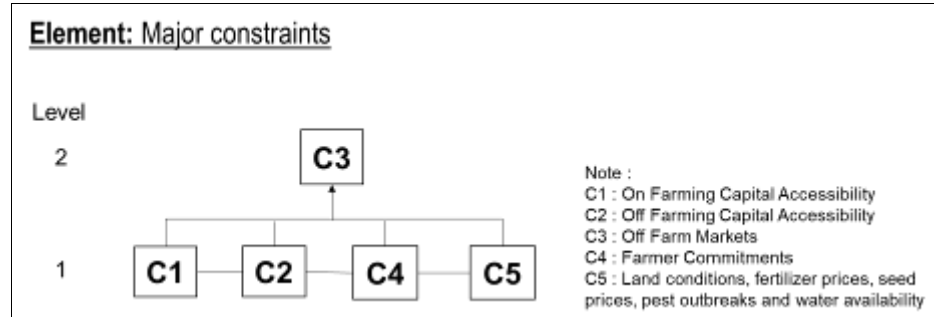 Element: Major constraints
Level
2
C3
1
C1
C2
C4
C5
Note :
C1 : On Farming Capital Accessibility
C2 : Off Farming Capital Accessibility
C3 : Off Farm Markets
C4 : Farmer Commitments
C5 : Land conditions, fertilizer prices, seed
prices, pest outbreaks and water availability